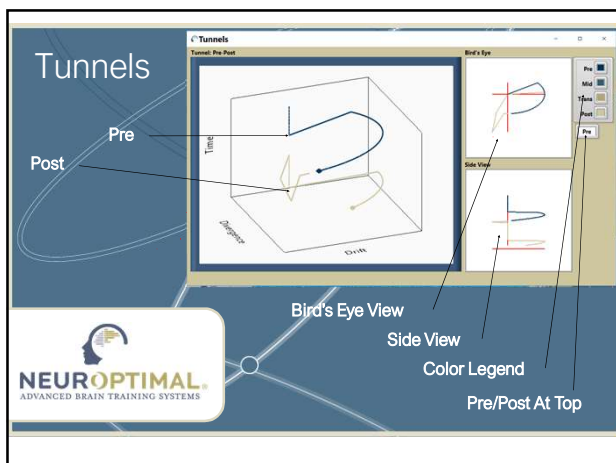 Tunnels
Tunnels
Tunnel: Pre Post
Bird's Eye
Pre
Mid
Trans
Post
Pre
Time
Divergence
Drift
Side View
Pre
Post
Bird's Eye View
Side View
Color Legend
Pre/Post At Top
NEUROPTIMAL®
ADVANCED BRAIN TRAINING SYSTEMS